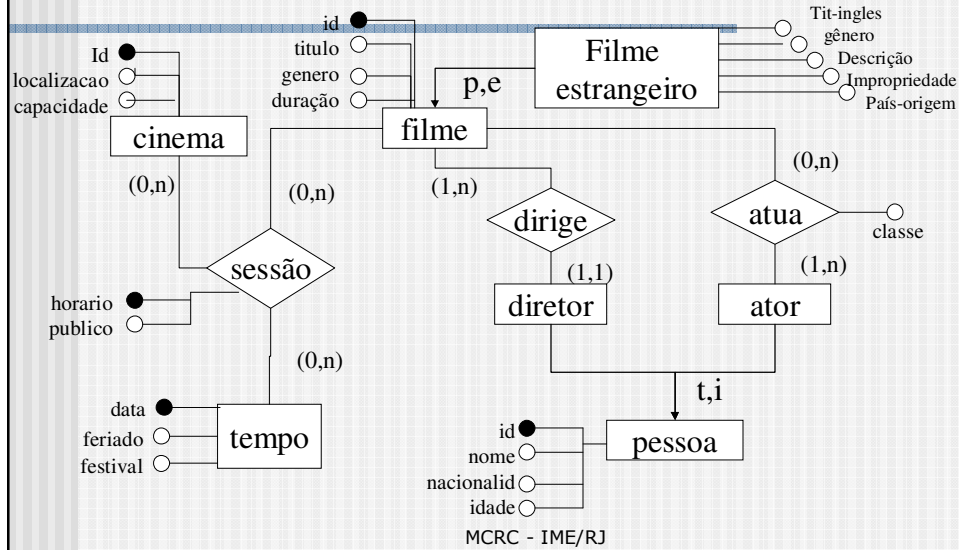 id
titulo
genero
duração
Id
localizacao
capacidade
Tit-ingles
gênero
Descrição
Impropriedade
País-origem
Filme
estrangeiro
p,e
cinema
filme
(0,n)
(0,n)
(1,n)
(0,n)
dirige
atua
classe
sessão
(1,1)
(1,n)
horario
publico
diretor
ator
(0,n)
t,i
data
feriado
festival
tempo
id
nome
nacionalid
idade
pessoa
MCRC - IME/RJ